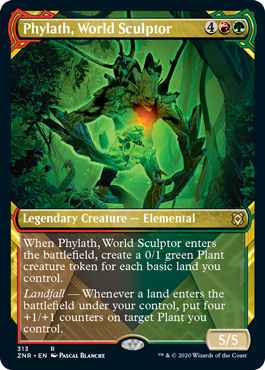 Phylath, World Sculptor 4
Legendary Creature — Elemental
When Phylath, World Sculptor enters
the battlefield, create a 0/1 green Plant
creature token for each basic land you
control.
Landfall — Whenever a land enters the
battlefield under your control, put four
+1/+1 counters on target Plant you
control.
5/5
313 R
ZNR • EN PASCAL BLANCHE
™ & © 2020 Wizards of the Coast